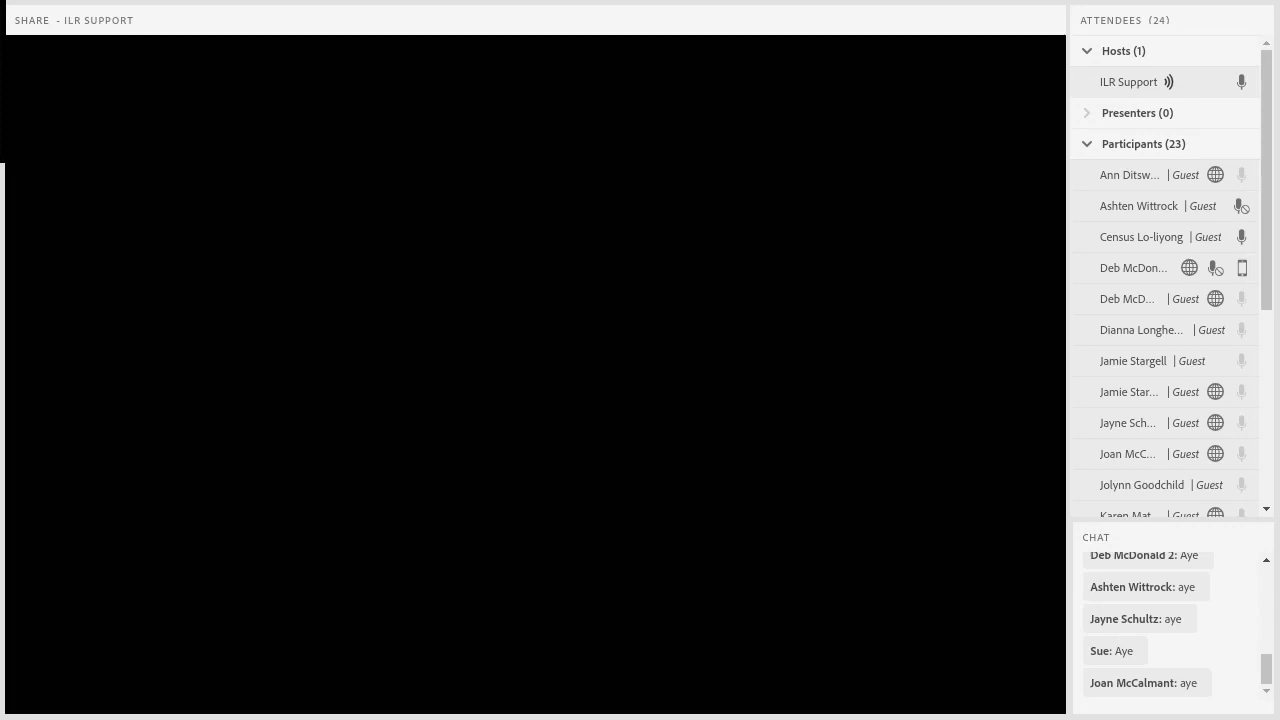 SHARE - ILR SUPPORT
ATTENDEES (24)
Hosts (1)
ILR Support
Presenters (0)
Participants (23)
Ann Ditsw... | Guest
Ashten Wittrock | Guest
Census Lo-liyong | Guest
Deb McDon...
Deb McD... | Guest
Dianna Longhe... | Guest
Jamie Stargell | Guest
Jamie Star... | Guest
Jayne Sch... | Guest
Joan McC... | Guest
Jolynn Goodchild | Guest
Karen Mat... | Guest
CHAT
Deb McDonald 2: Aye
Ashten Wittrock: aye
Jayne Schultz: aye
Sue: Aye
Joan McCalmant: aye